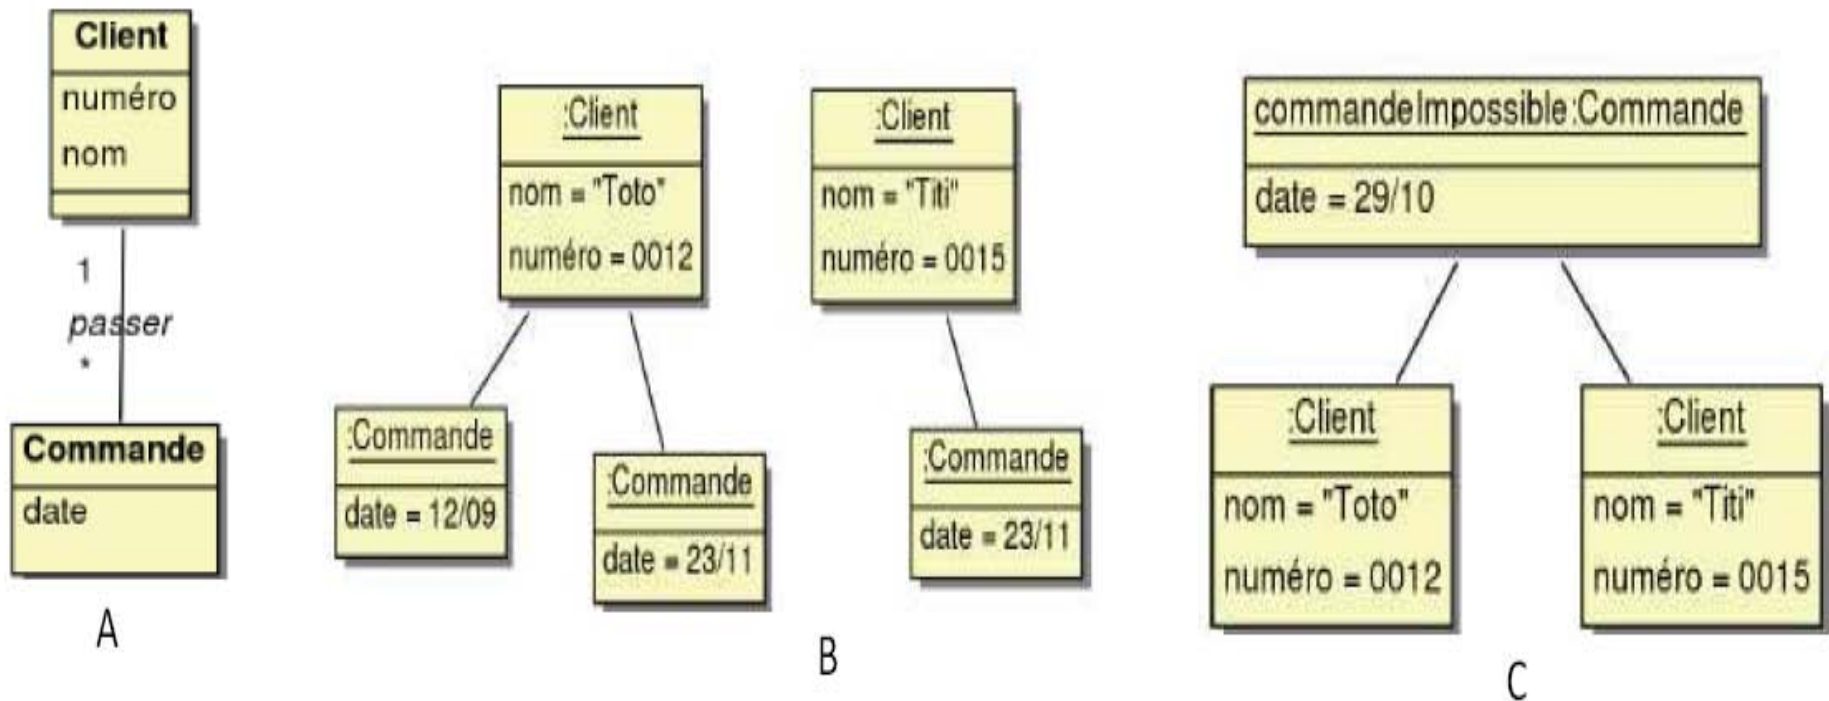 Client
numéro
nom
1
passer
*
Commande
date
A
:Client
nom = "Toto"
numéro = 0012
:Client
nom = "Titi"
numéro = 0015
:Commande
date = 12/09
:Commande
date = 23/11
:Commande
date = 23/11
B
commandeImpossible:Commande
date = 29/10
:Client
nom = "Toto"
numéro = 0012
:Client
nom = "Titi"
numéro = 0015
C